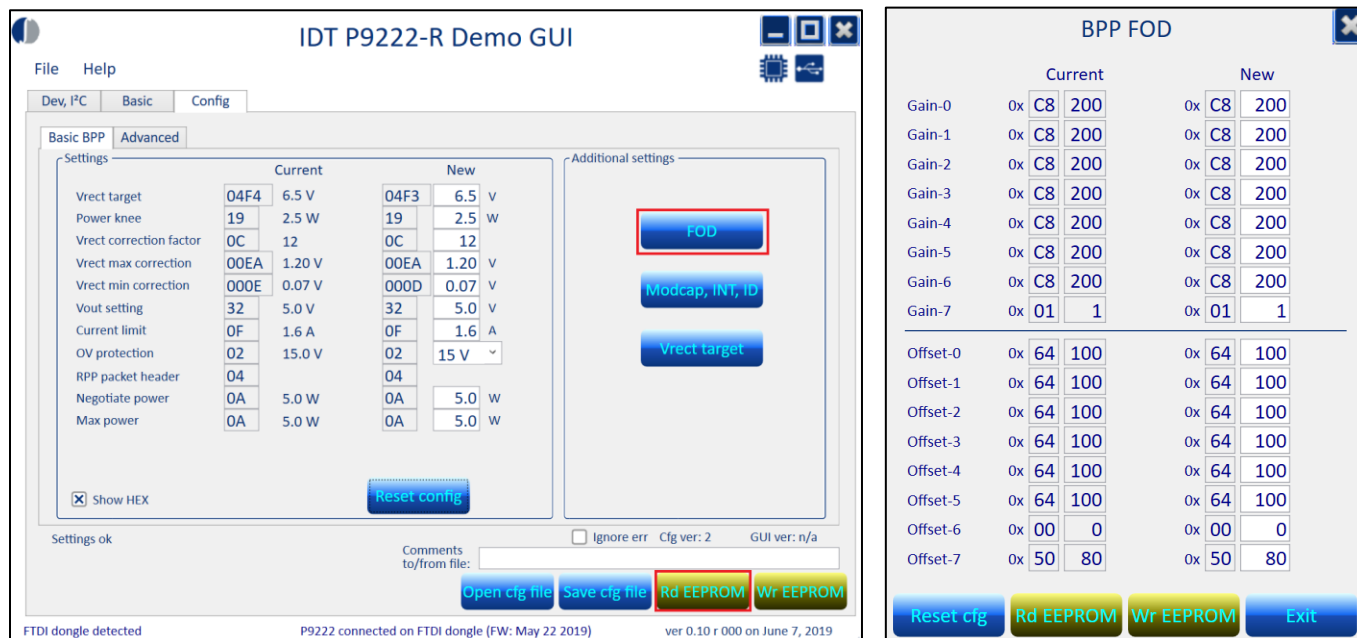 IDT P9222-R Demo GUI
File Help
Dev, I²C Basic Config
Basic BPP Advanced
Settings
Current New
Vrect target 04F4 6.5 V 04F3 6.5 V
Power knee 19 2.5 W 19 2.5 W
Vrect correction factor 0C 12 0C 12
Vrect max correction 00EA 1.20 V 00EA 1.20 V
Vrect min correction 000E 0.07 V 000D 0.07 V
Vout setting 32 5.0 V 32 5.0 V
Current limit 0F 1.6 A 0F 1.6 A
OV protection 02 15.0 V 02 15 V
RPP packet header 04 04
Negotiate power 0A 5.0 W 0A 5.0 W
Max power 0A 5.0 W 0A 5.0 W
Show HEX
Reset config
Additional settings
FOD
Modcap, INT, ID
Vrect target
Settings ok
Ignore err Cfg ver: 2 GUI ver: n/a
Comments
to/from file:
Open cfg file Save cfg file Rd EEPROM Wr EEPROM
FTDI dongle detected P9222 connected on FTDI dongle (FW: May 22 2019) ver 0.10 r 000 on June 7, 2019
BPP FOD
Current New
Gain-0 0x C8 200 0x C8 200
Gain-1 0x C8 200 0x C8 200
Gain-2 0x C8 200 0x C8 200
Gain-3 0x C8 200 0x C8 200
Gain-4 0x C8 200 0x C8 200
Gain-5 0x C8 200 0x C8 200
Gain-6 0x C8 200 0x C8 200
Gain-7 0x 01 1 0x 01 1
Offset-0 0x 64 100 0x 64 100
Offset-1 0x 64 100 0x 64 100
Offset-2 0x 64 100 0x 64 100
Offset-3 0x 64 100 0x 64 100
Offset-4 0x 64 100 0x 64 100
Offset-5 0x 64 100 0x 64 100
Offset-6 0x 00 0 0x 00 0
Offset-7 0x 50 80 0x 50 80
Reset cfg Rd EEPROM Wr EEPROM Exit